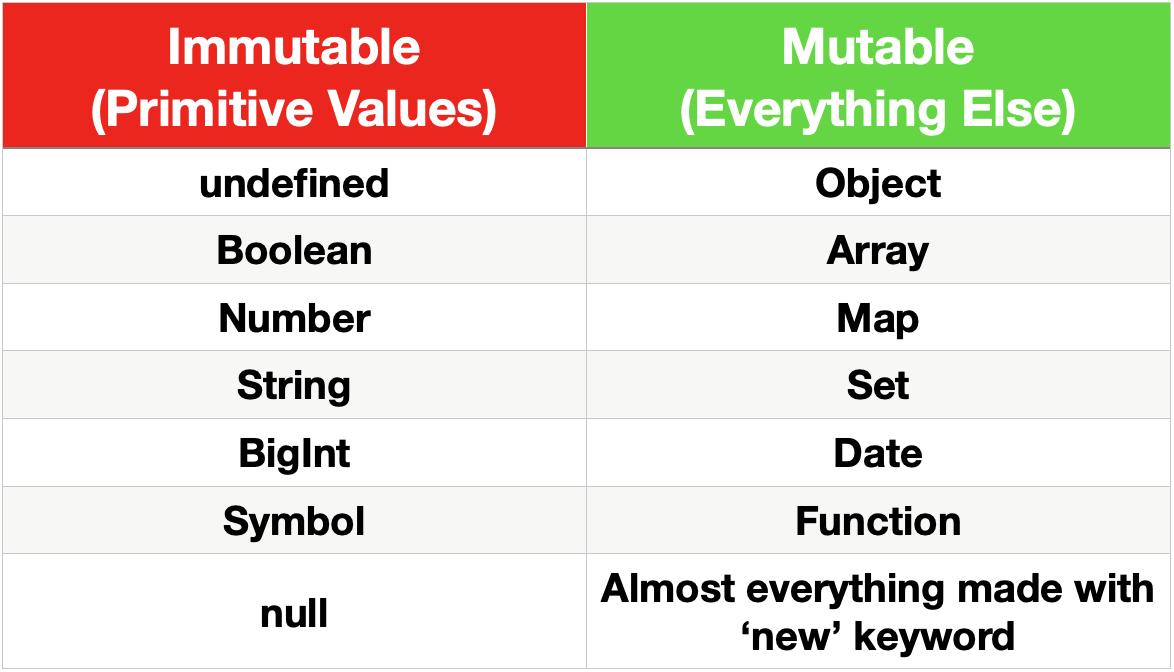 Immutable
(Primitive Values)
Mutable
(Everything Else)
undefined
Object
Boolean
Array
Number
Map
String
Set
BigInt
Date
Symbol
Function
null
Almost everything made with
‘new’ keyword